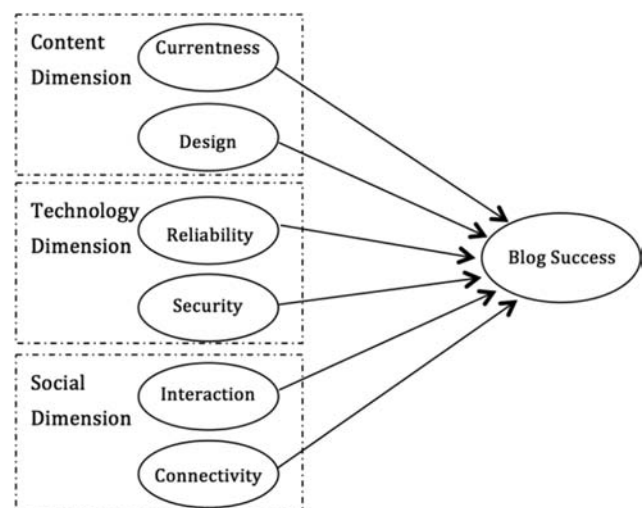 Content
Dimension
Currentness
Design
Technology
Dimension
Reliability
Security
Social
Dimension
Interaction
Connectivity
Blog Success